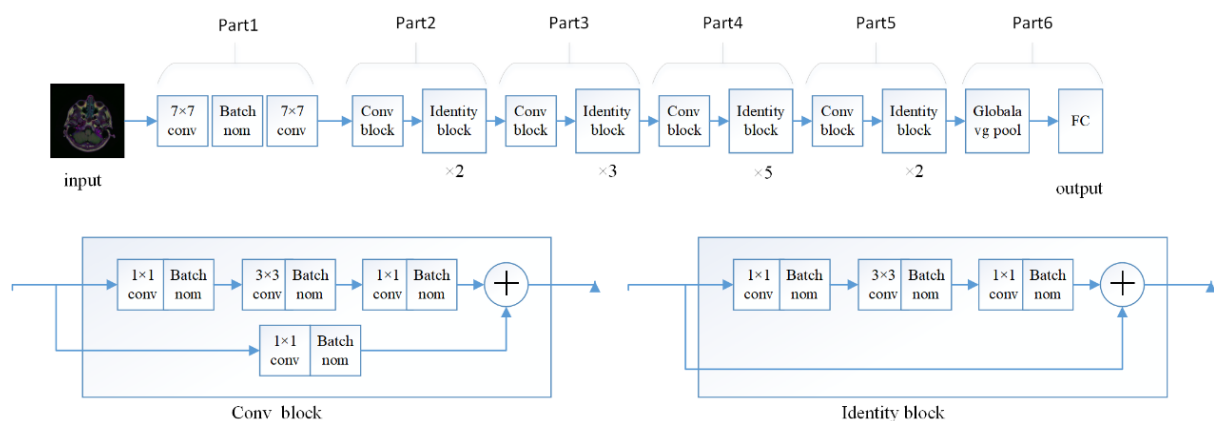 Part1 Part2 Part3 Part4 Part5 Part6
7×7 Batch 7×7 Conv Identity Conv Identity Conv Identity Conv Identity Globala FC
conv nom conv block block block block block block block block vg pool
input ×2 ×3 ×5 ×2 output
1×1 Batch 3×3 Batch 1×1 Batch
conv nom conv nom conv nom
+
1×1 Batch
conv nom
Conv block
1×1 Batch 3×3 Batch 1×1 Batch
conv nom conv nom conv nom
+
Identity block